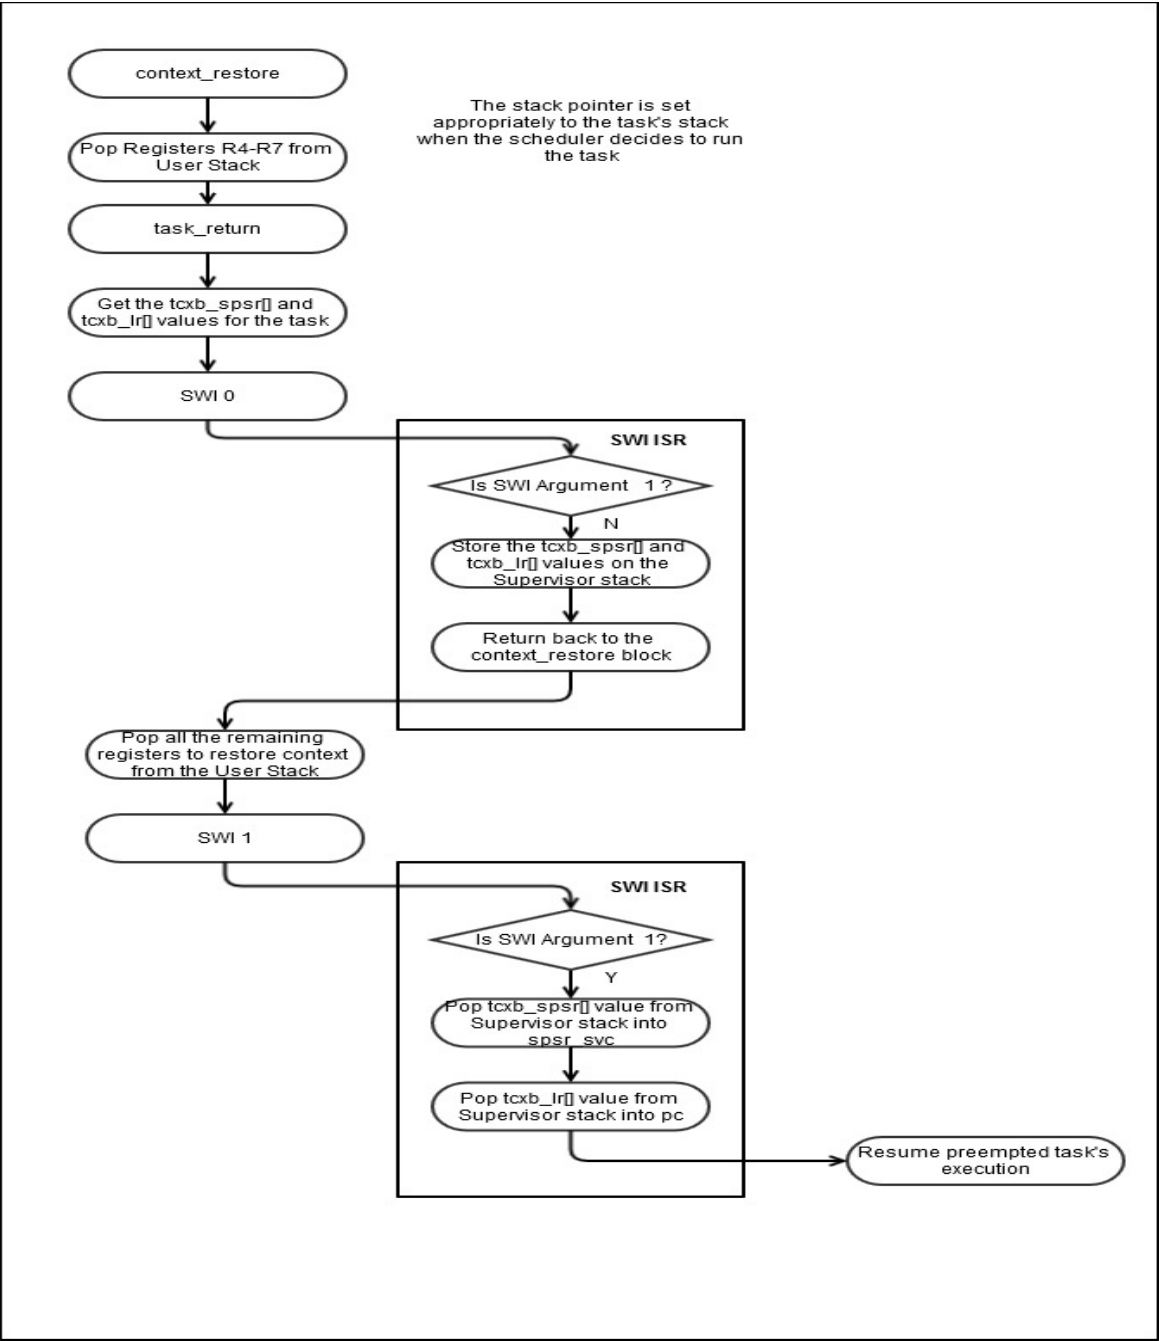 context_restore
The stack pointer is set
appropriately to the task's stack
when the scheduler decides to run
the task
Pop Registers R4-R7 from
User Stack
task_return
Get the tcxb_spsr[] and
tcxb_lr[] values for the task
SWI 0
SWI ISR
Is SWI Argument 1 ?
N
Store the tcxb_spsr[] and
tcxb_lr[] values on the
Supervisor stack
Return back to the
context_restore block
Pop all the remaining
registers to restore context
from the User Stack
SWI 1
SWI ISR
Is SWI Argument 1?
Y
Pop tcxb_spsr[] value from
Supervisor stack into
spsr_svc
Pop tcxb_lr[] value from
Supervisor stack into pc
Resume preempted task's
execution